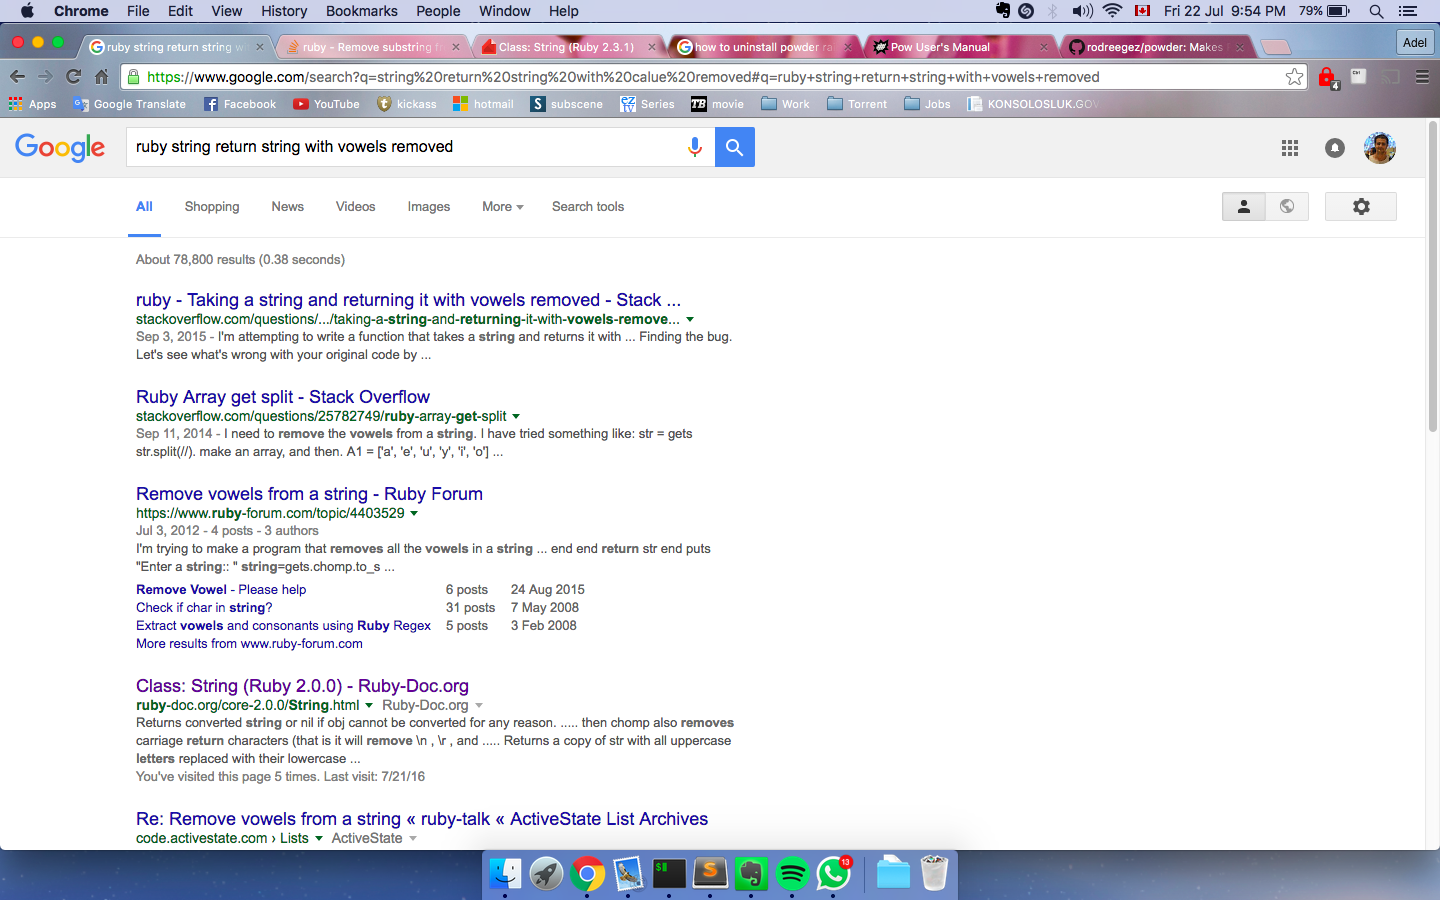 Chrome File Edit View History Bookmarks People Window Help Fri 22 Jul 9:54 PM 79%
ruby string return string wi ruby - Remove substring f Class: String (Ruby 2.3.1) how to uninstall powder ra Pow User's Manual rodreegez/powder: Makes Adel
https://www.google.com/search?q=string%20return%20string%20with%20calue%20removed#q=ruby+string+return+string+with+vowels+removed
Apps Google Translate Facebook YouTube kickass hotmail subscene Series movie Work Torrent Jobs KONSOLOSLUK.GOV
Google ruby string return string with vowels removed
All Shopping News Videos Images More Search tools
About 78,800 results (0.38 seconds)
ruby - Taking a string and returning it with vowels removed - Stack ...
stackoverflow.com/questions/.../taking-a-string-and-returning-it-with-vowels-remove...
Sep 3, 2015 - I'm attempting to write a function that takes a string and returns it with ... Finding the bug.
Let's see what's wrong with your original code by ...
Ruby Array get split - Stack Overflow
stackoverflow.com/questions/25782749/ruby-array-get-split
Sep 11, 2014 - I need to remove the vowels from a string. I have tried something like: str = gets
str.split(//). make an array, and then. A1 = ['a', 'e', 'u', 'y', 'i', 'o'] ...
Remove vowels from a string - Ruby Forum
https://www.ruby-forum.com/topic/4403529
Jul 3, 2012 - 4 posts - 3 authors
I'm trying to make a program that removes all the vowels in a string ... end end return str end puts
"Enter a string:: " string=gets.chomp.to_s ...
Remove Vowel - Please help 6 posts 24 Aug 2015
Check if char in string? 31 posts 7 May 2008
Extract vowels and consonants using Ruby Regex 5 posts 3 Feb 2008
More results from www.ruby-forum.com
Class: String (Ruby 2.0.0) - Ruby-Doc.org
ruby-doc.org/core-2.0.0/String.html Ruby-Doc.org
Returns converted string or nil if obj cannot be converted for any reason. ..... then chomp also removes
carriage return characters (that is it will remove \n , \r , and ..... Returns a copy of str with all uppercase
letters replaced with their lowercase ...
You've visited this page 5 times. Last visit: 7/21/16
Re: Remove vowels from a string « ruby-talk « ActiveState List Archives
code.activestate.com › Lists ActiveState
13